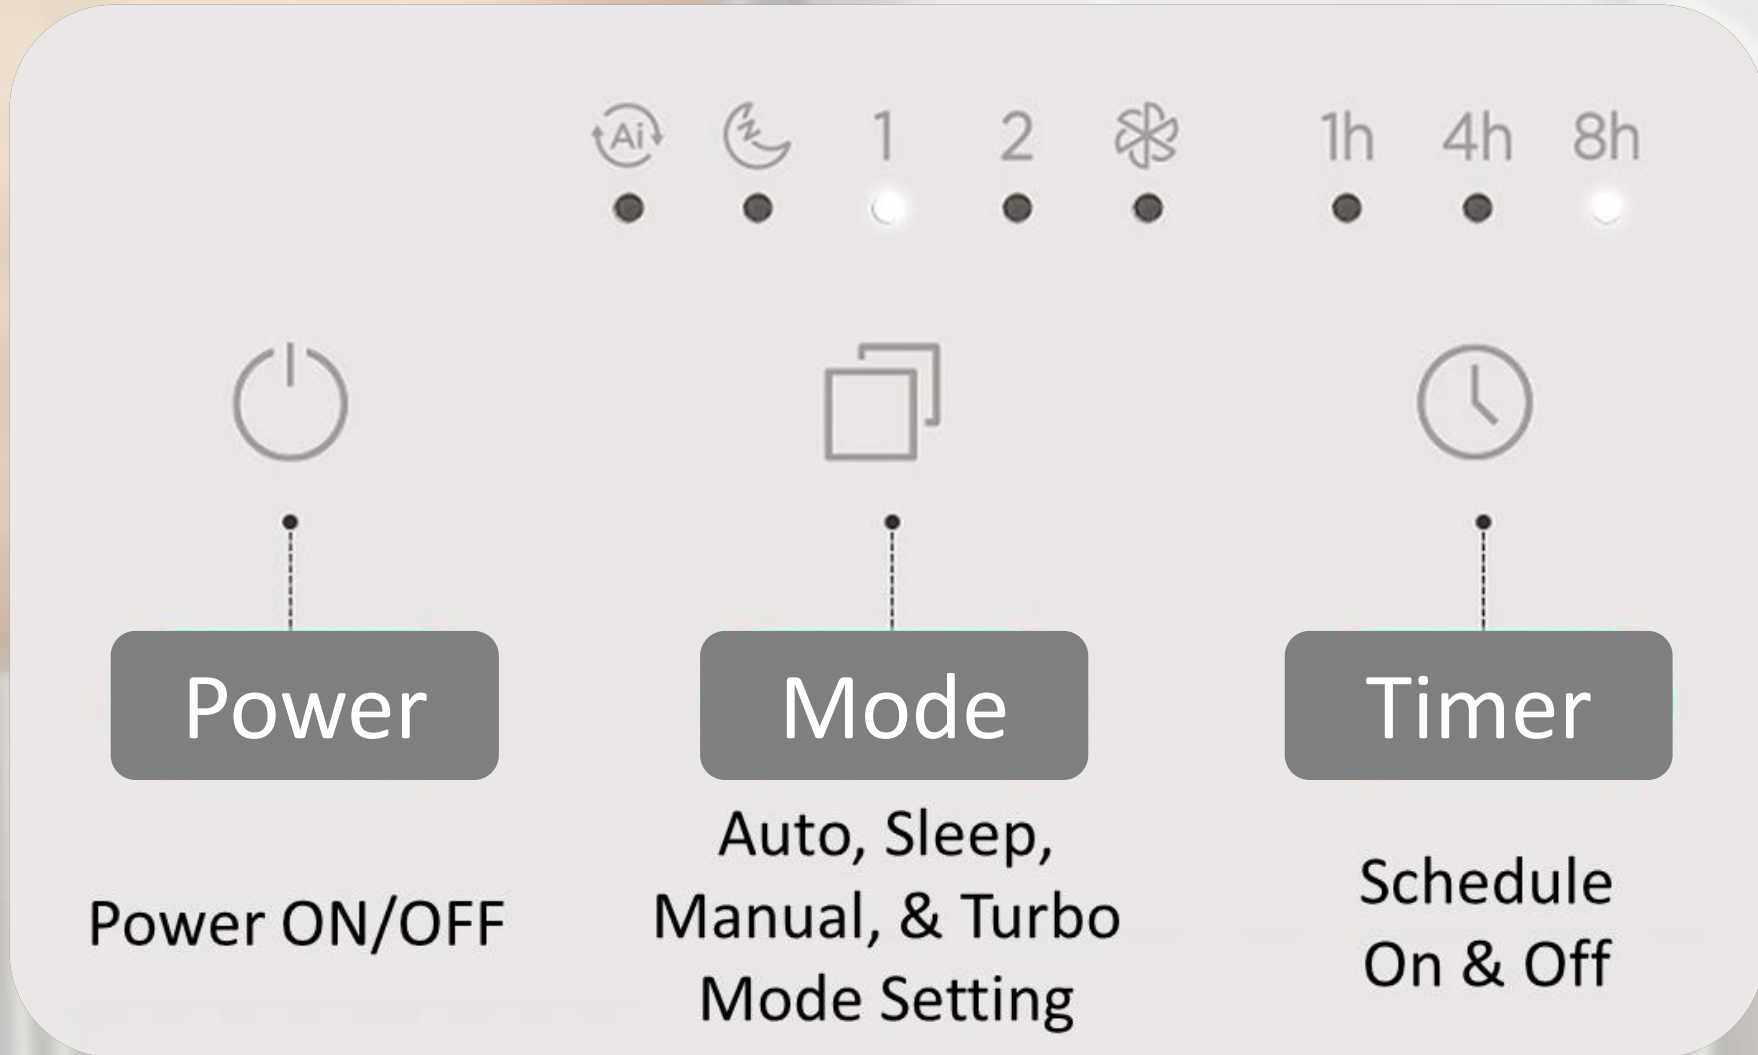 Ai 1 2 1h 4h 8h
Power Mode Timer
Power ON/OFF
Auto, Sleep,
Manual, & Turbo
Mode Setting
Schedule
On & Off